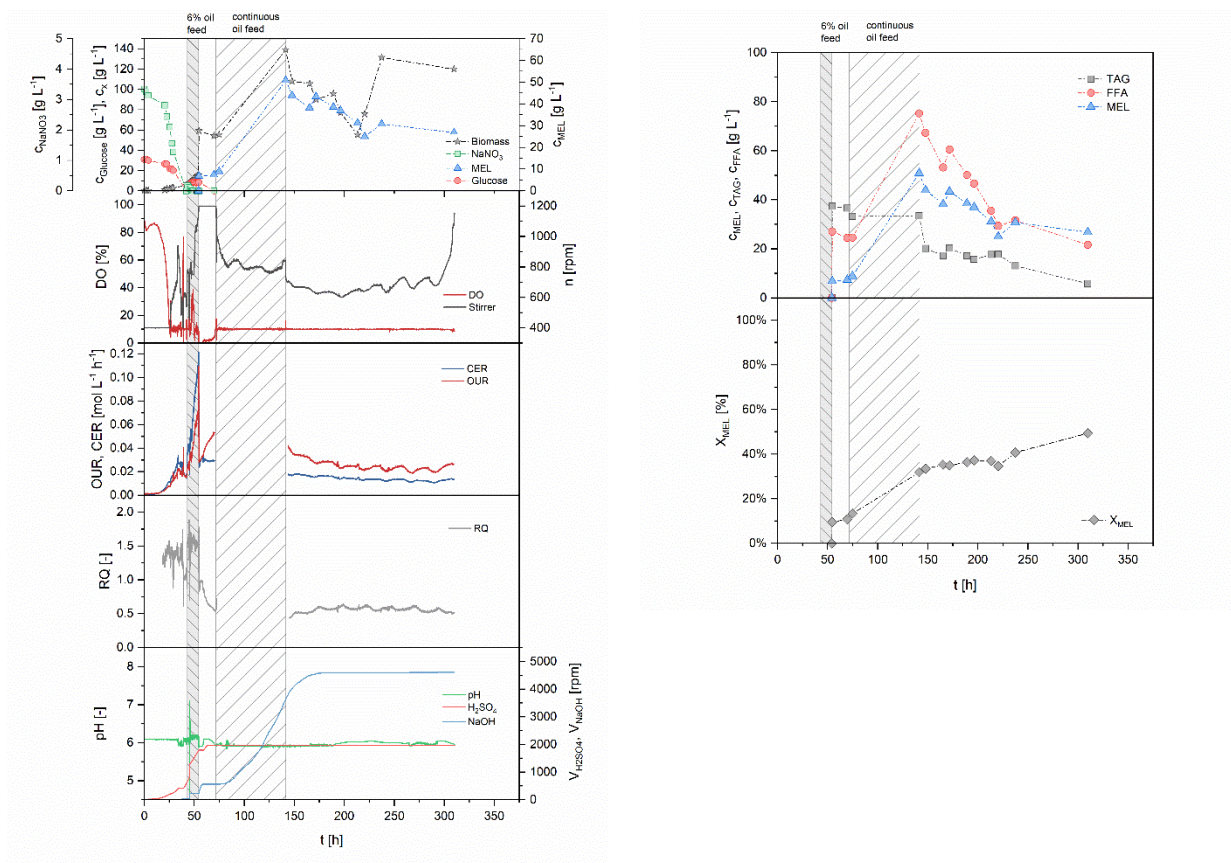 6% oil
feed
continuous
oil feed
c_NaNO3 [g L⁻¹]
5
4
3
2
1
0
c_Glucose [g L⁻¹], c_x [g L⁻¹]
140
120
100
80
60
40
20
0
Biomass
NaNO₃
MEL
Glucose
c_MEL [g L⁻¹]
70
60
50
40
30
20
10
0
DO [%]
100
80
60
40
20
0
DO
Stirrer
n [rpm]
1200
1000
800
600
400
OUR, CER [mol L⁻¹ h⁻¹]
0.12
0.10
0.08
0.06
0.04
0.02
0.00
CER
OUR
RQ [-]
2.0
1.5
1.0
0.5
0.0
RQ
pH [-]
8
7
6
5
pH
H₂SO₄
NaOH
V_H2SO4, V_NaOH [rpm]
5000
4000
3000
2000
1000
0
0 50 100 150 200 250 300 350
t [h]
6% oil
feed
continuous
oil feed
c_MEL, c_TAG, c_FFA [g L⁻¹]
100
80
60
40
20
0
TAG
FFA
MEL
X_MEL [%]
100%
80%
60%
40%
20%
0%
X_MEL
0 50 100 150 200 250 300 350
t [h]